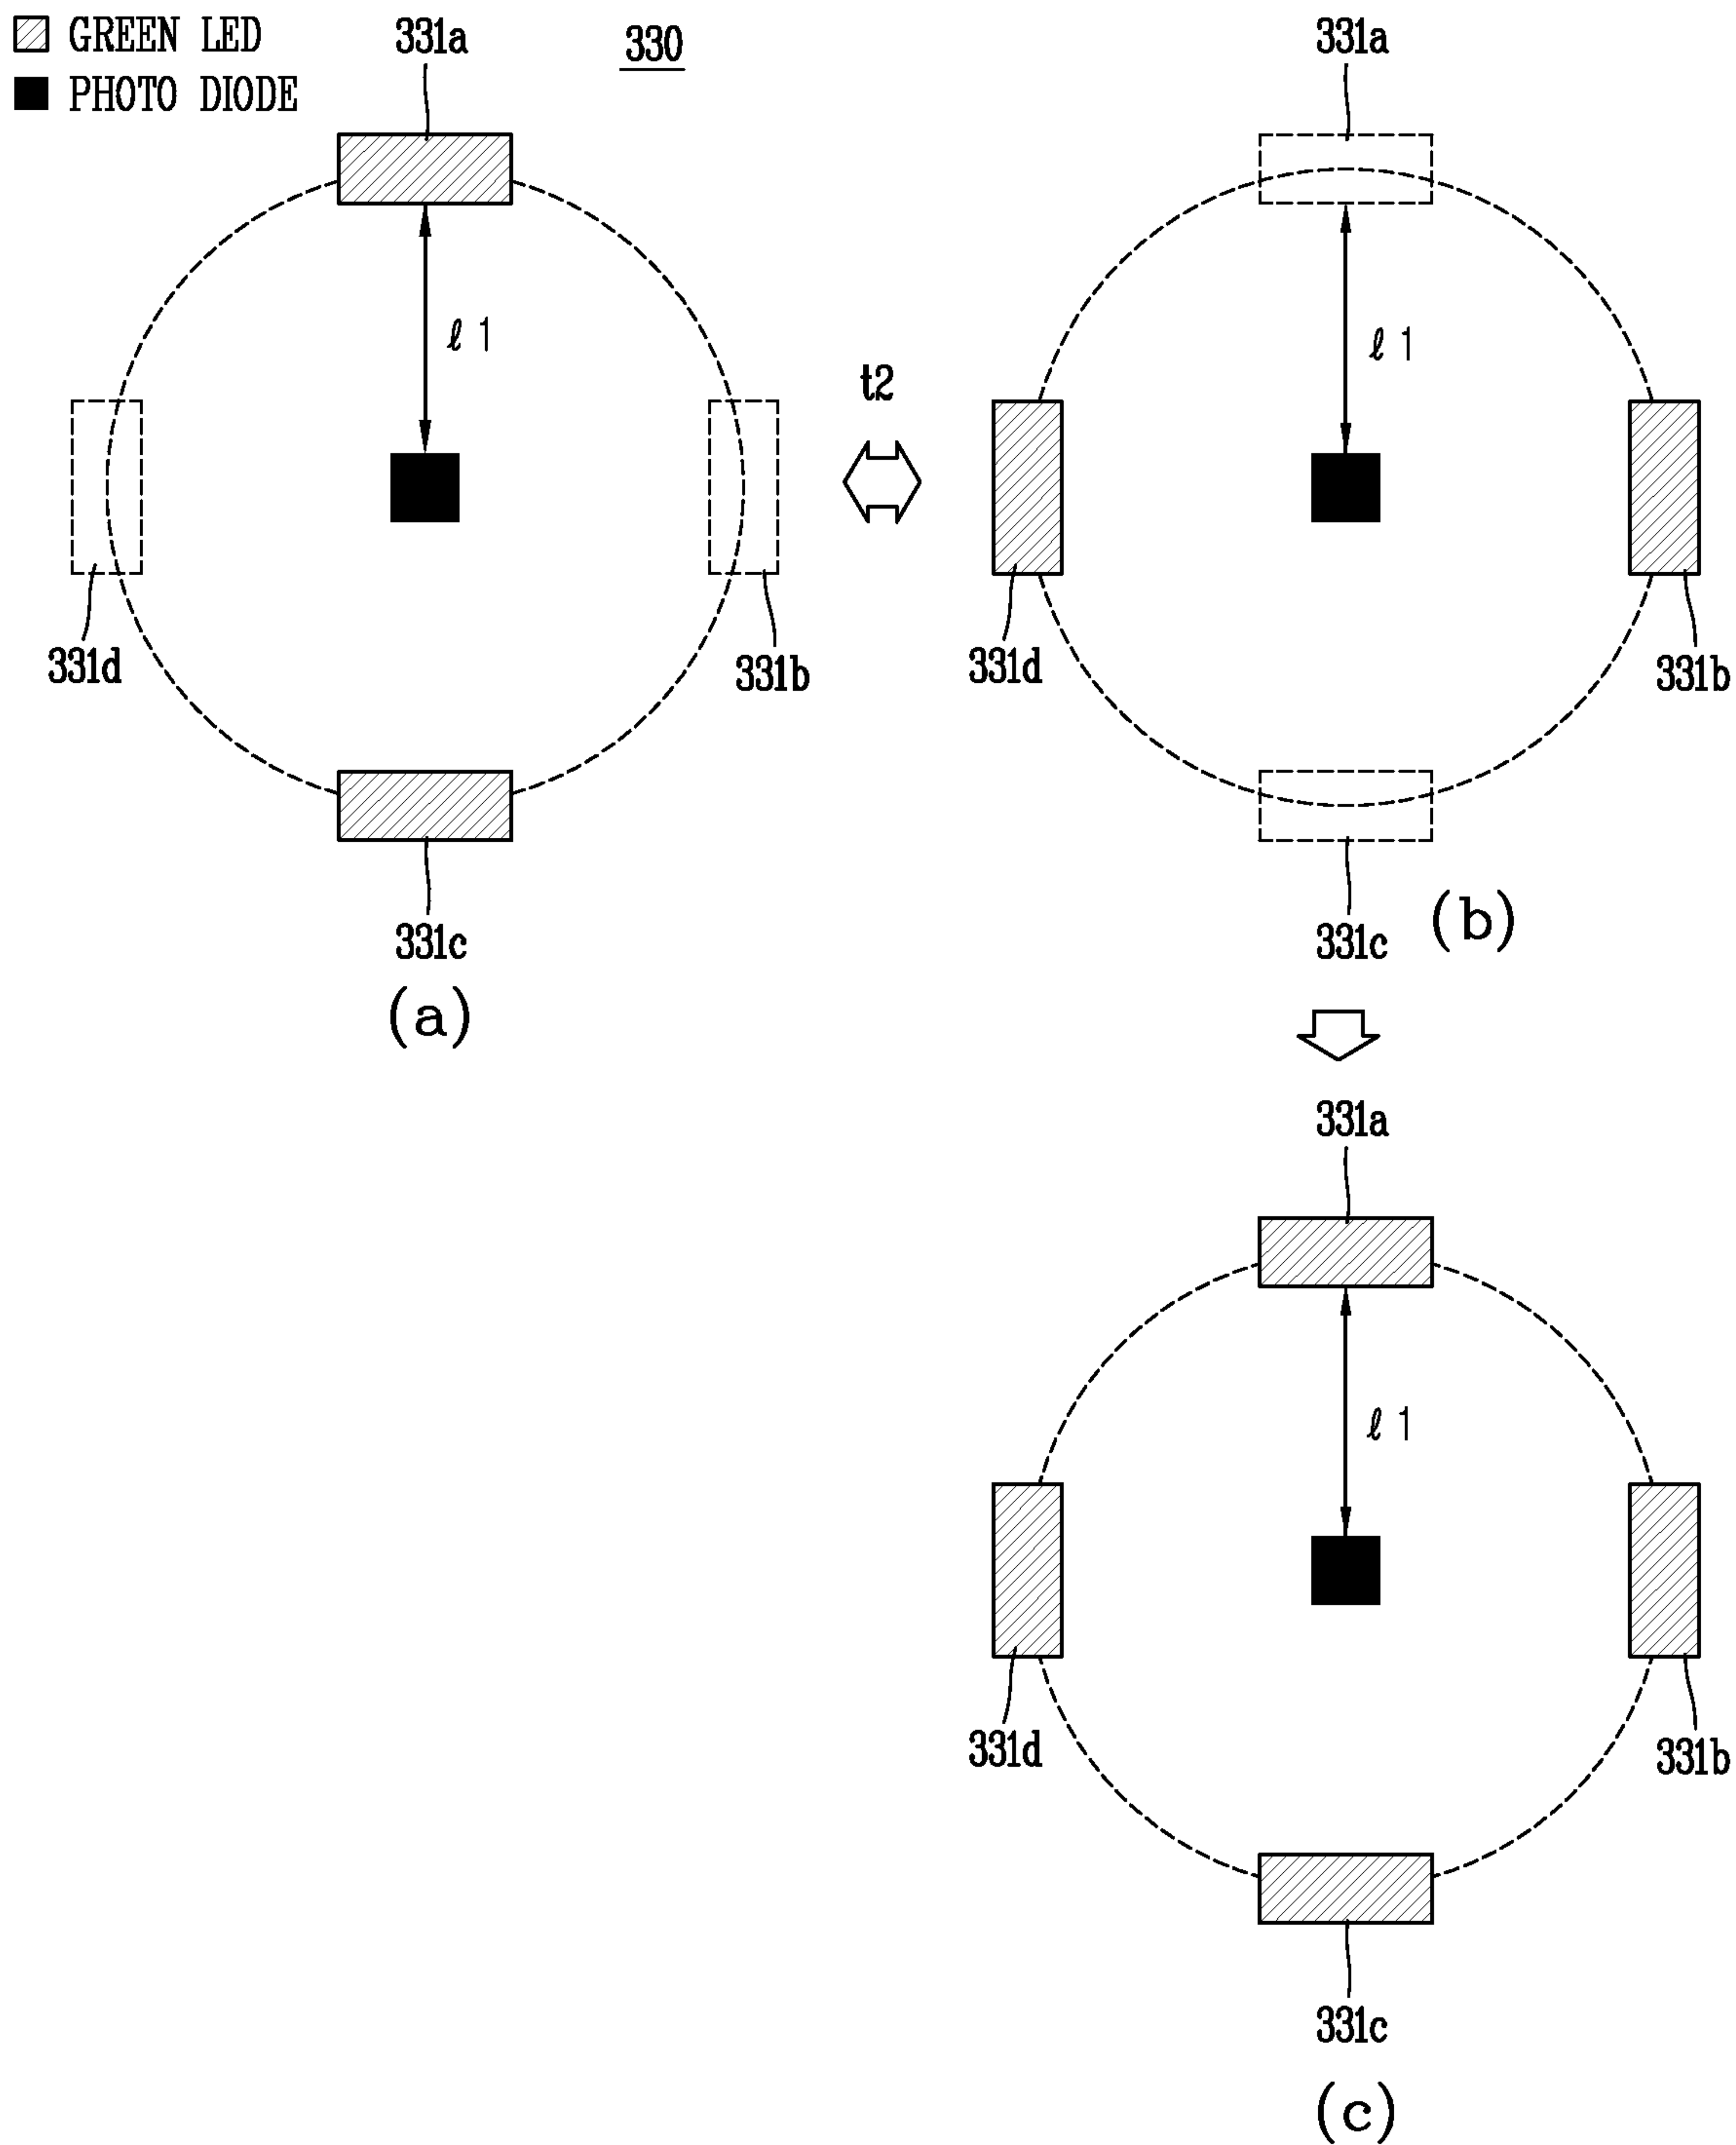 GREEN LED
PHOTO DIODE
331a
330
331a
ℓ 1
ℓ 1
t2
331d
331b
331d
331b
331c
331c
(a)
(b)
331a
ℓ 1
331d
331b
331c
(c)